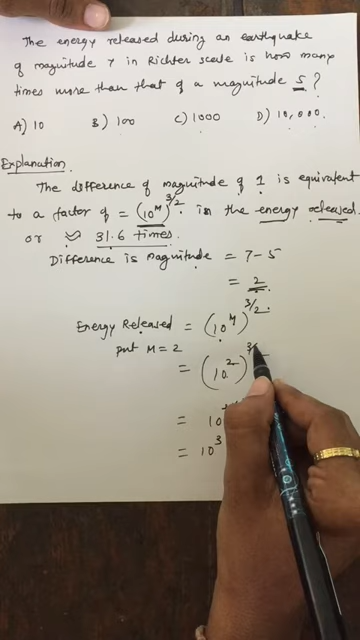 The energy released during an earthquake
of magnitude 7 in Richter scale is how many
times more than that of a magnitude 5?
A) 10 B) 100 C) 1000 D) 10,000.
Explanation.
The difference of magnitude of 1 is equivalent
to a factor of = (10^M)^3/2. in the energy released.
or ≈ 31.6 times.
Difference is Magnitude = 7-5
= 2
Energy Released = (10^M)^3/2.
put M = 2
= (10^2)^3/2
= 10
= 10^3